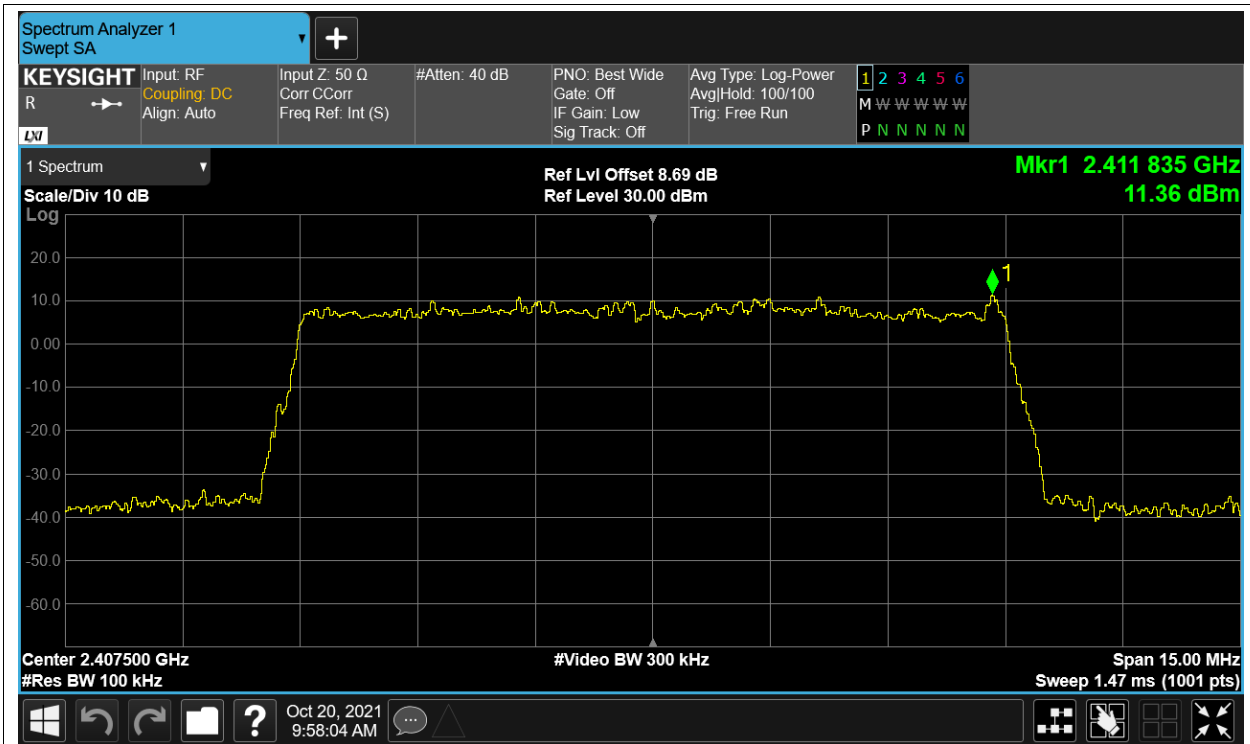 Spectrum Analyzer 1
Swept SA
KEYSIGHT
R
LXI
Input: RF
Coupling: DC
Align: Auto
Input Z: 50 Ω
Corr CCorr
Freq Ref: Int (S)
#Atten: 40 dB
PNO: Best Wide
Gate: Off
IF Gain: Low
Sig Track: Off
Avg Type: Log-Power
Avg|Hold: 100/100
Trig: Free Run
1 2 3 4 5 6
M W W W W W
P N N N N N
1 Spectrum
Scale/Div 10 dB
Log
Ref Lvl Offset 8.69 dB
Ref Level 30.00 dBm
Mkr1 2.411 835 GHz
11.36 dBm
20.0
10.0
0.00
-10.0
-20.0
-30.0
-40.0
-50.0
-60.0
1
Center 2.407500 GHz
#Res BW 100 kHz
#Video BW 300 kHz
Span 15.00 MHz
Sweep 1.47 ms (1001 pts)
?
Oct 20, 2021
9:58:04 AM